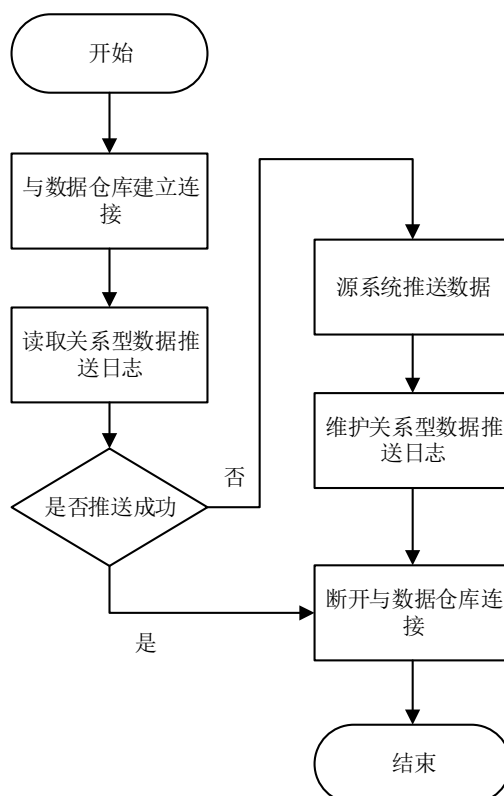 开始
与数据仓库建立连
接
读取关系型数据推
送日志
是否推送成功
否
是
源系统推送数据
维护关系型数据推
送日志
断开与数据仓库连
接
结束